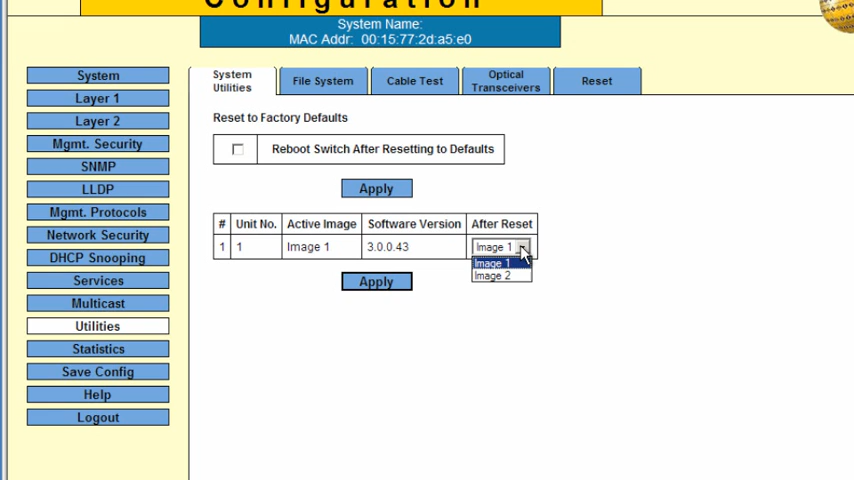 Configuration
System Name:
MAC Addr: 00:15:77:2d:a5:e0
System
Layer 1
Layer 2
Mgmt. Security
SNMP
LLDP
Mgmt. Protocols
Network Security
DHCP Snooping
Services
Multicast
Utilities
Statistics
Save Config
Help
Logout
System
Utilities
File System
Cable Test
Optical
Transceivers
Reset
Reset to Factory Defaults
Reboot Switch After Resetting to Defaults
Apply
# Unit No. Active Image Software Version After Reset
1 1 Image 1 3.0.0.43 Image 1
Image 1
Image 2
Apply